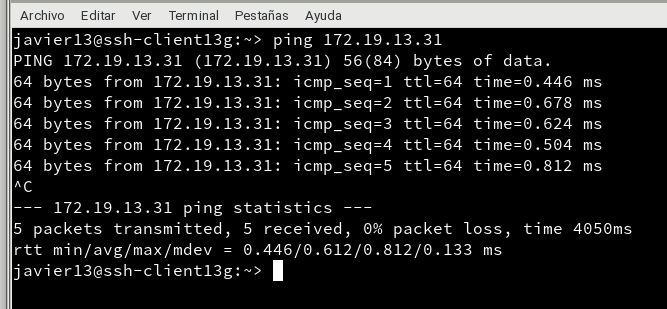 Archivo Editar Ver Terminal Pestañas Ayuda
javier13@ssh-client13g:~> ping 172.19.13.31
PING 172.19.13.31 (172.19.13.31) 56(84) bytes of data.
64 bytes from 172.19.13.31: icmp_seq=1 ttl=64 time=0.446 ms
64 bytes from 172.19.13.31: icmp_seq=2 ttl=64 time=0.678 ms
64 bytes from 172.19.13.31: icmp_seq=3 ttl=64 time=0.624 ms
64 bytes from 172.19.13.31: icmp_seq=4 ttl=64 time=0.504 ms
64 bytes from 172.19.13.31: icmp_seq=5 ttl=64 time=0.812 ms
^C
--- 172.19.13.31 ping statistics ---
5 packets transmitted, 5 received, 0% packet loss, time 4050ms
rtt min/avg/max/mdev = 0.446/0.612/0.812/0.133 ms
javier13@ssh-client13g:~>